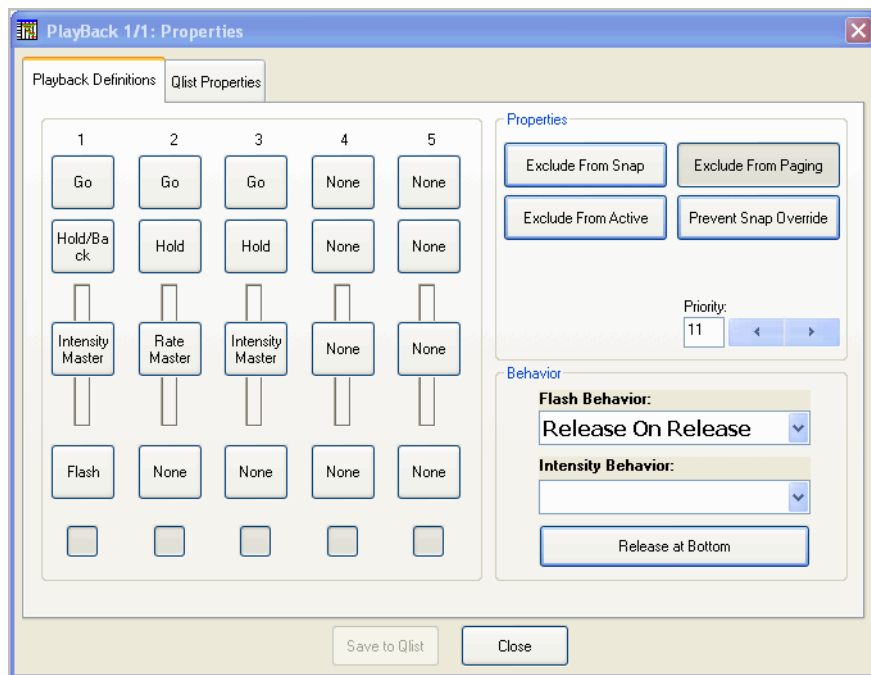 PlayBack 1/1: Properties
Playback Definitions
Qlist Properties
1 2 3 4 5
Go Go Go None None
Hold/Ba
ck
Hold Hold None None
Intensity
Master
Rate
Master
Intensity
Master
None None
Flash None None None None
Properties
Exclude From Snap
Exclude From Paging
Exclude From Active
Prevent Snap Override
Priority:
11
Behavior
Flash Behavior:
Release On Release
Intensity Behavior:
Release at Bottom
Save to Qlist
Close